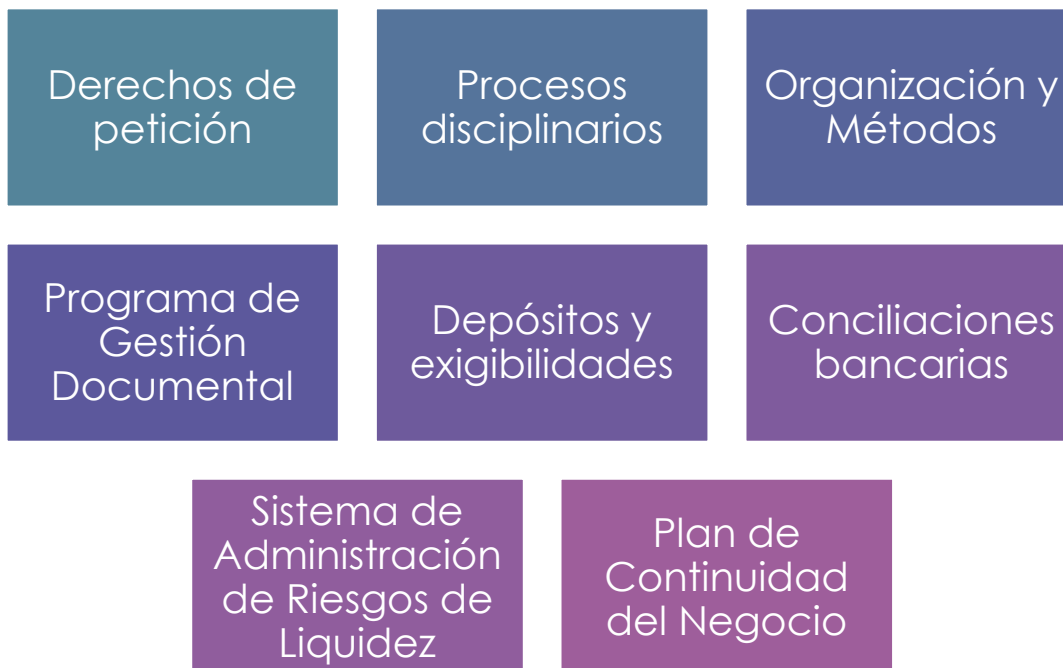 Derechos de
petición
Procesos
disciplinarios
Organización y
Métodos
Programa de
Gestión
Documental
Depósitos y
exigibilidades
Conciliaciones
bancarias
Sistema de
Administración
de Riesgos de
Liquidez
Plan de
Continuidad
del Negocio